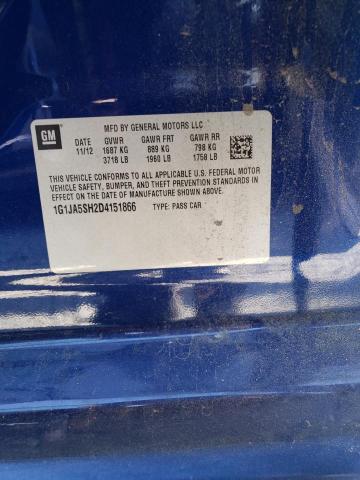 GM
MFD BY GENERAL MOTORS LLC
DATE GVWR GAWR FRT GAWR RR
11/12 1687 KG 889 KG 798 KG
3718 LB 1960 LB 1758 LB
THIS VEHICLE CONFORMS TO ALL APPLICABLE U.S. FEDERAL MOTOR
VEHICLE SAFETY, BUMPER, AND THEFT PREVENTION STANDARDS IN
EFFECT ON THE DATE OF MANUFACTURE SHOWN ABOVE.
1G1JA5SH2D4151866 TYPE: PASS CAR